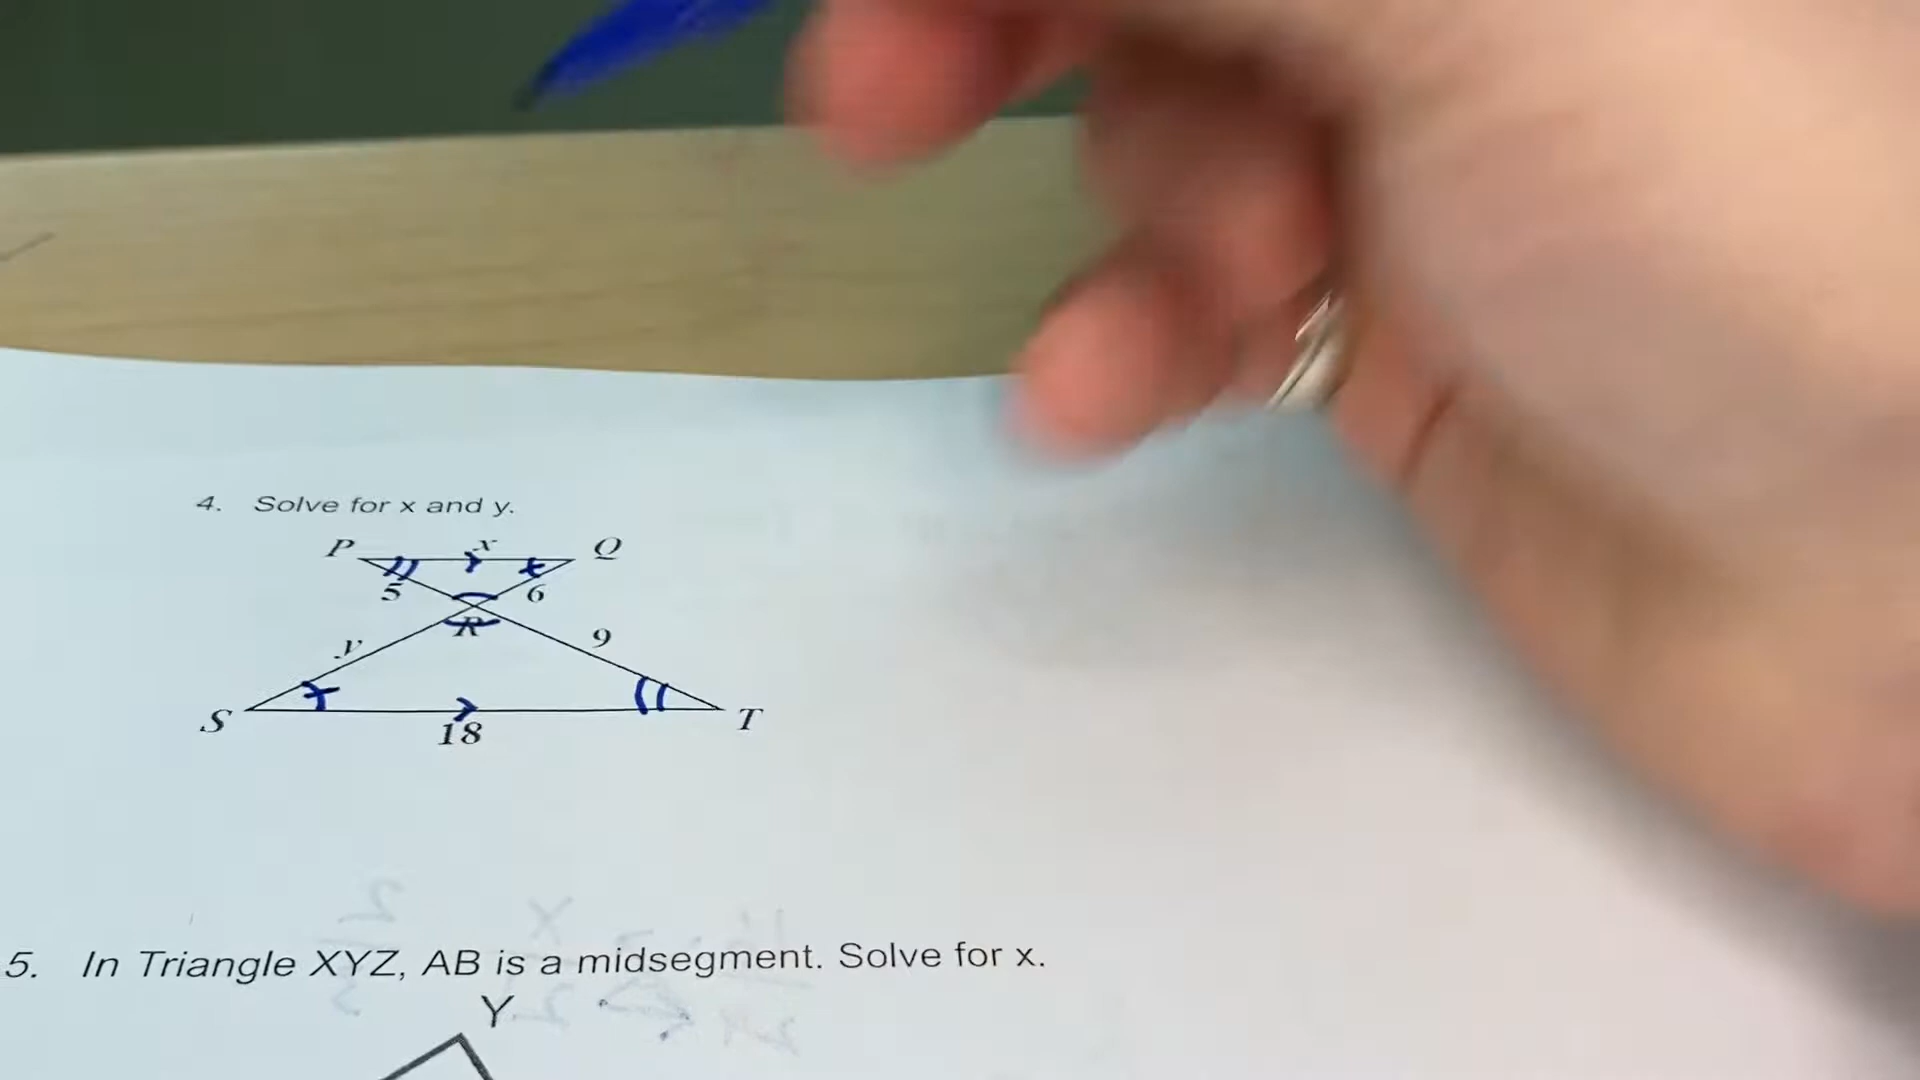 4. Solve for x and y.
P x Q
5 6
R
y 9
S 18 T
5. In Triangle XYZ, AB is a midsegment. Solve for x.
Y